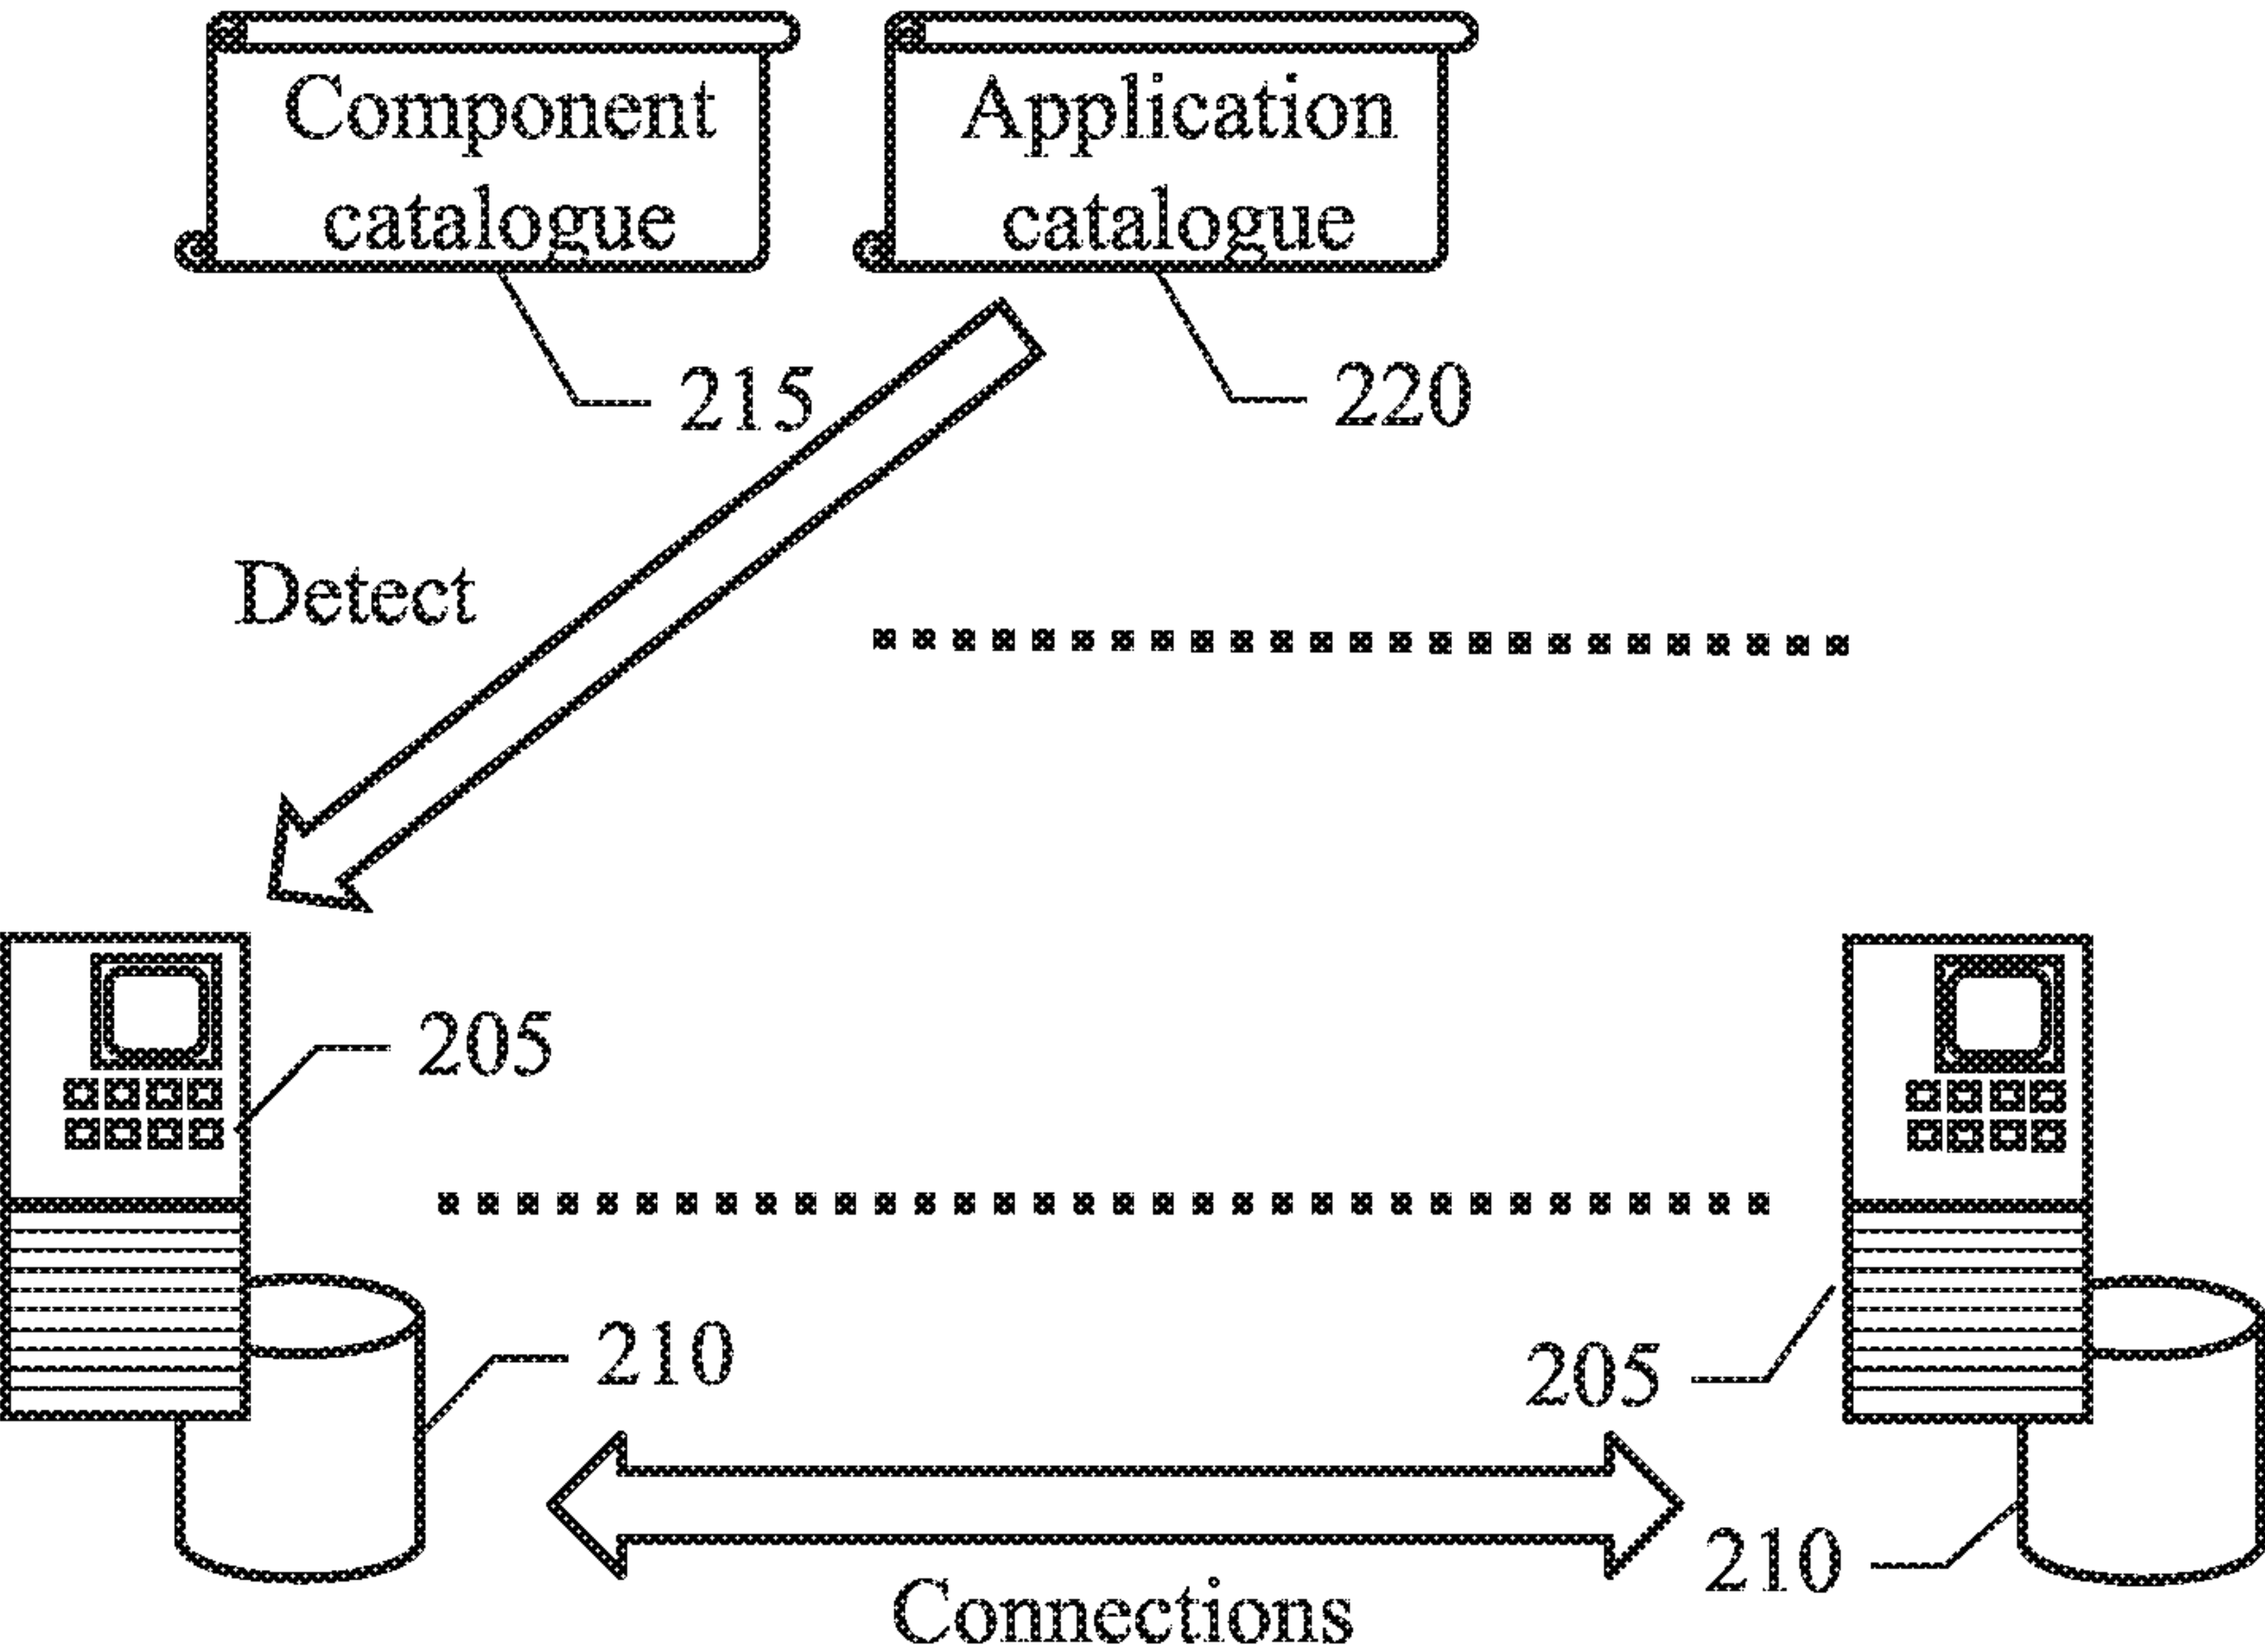 Component
catalogue
Application
catalogue
215
220
Detect
205
210
205
210
Connections